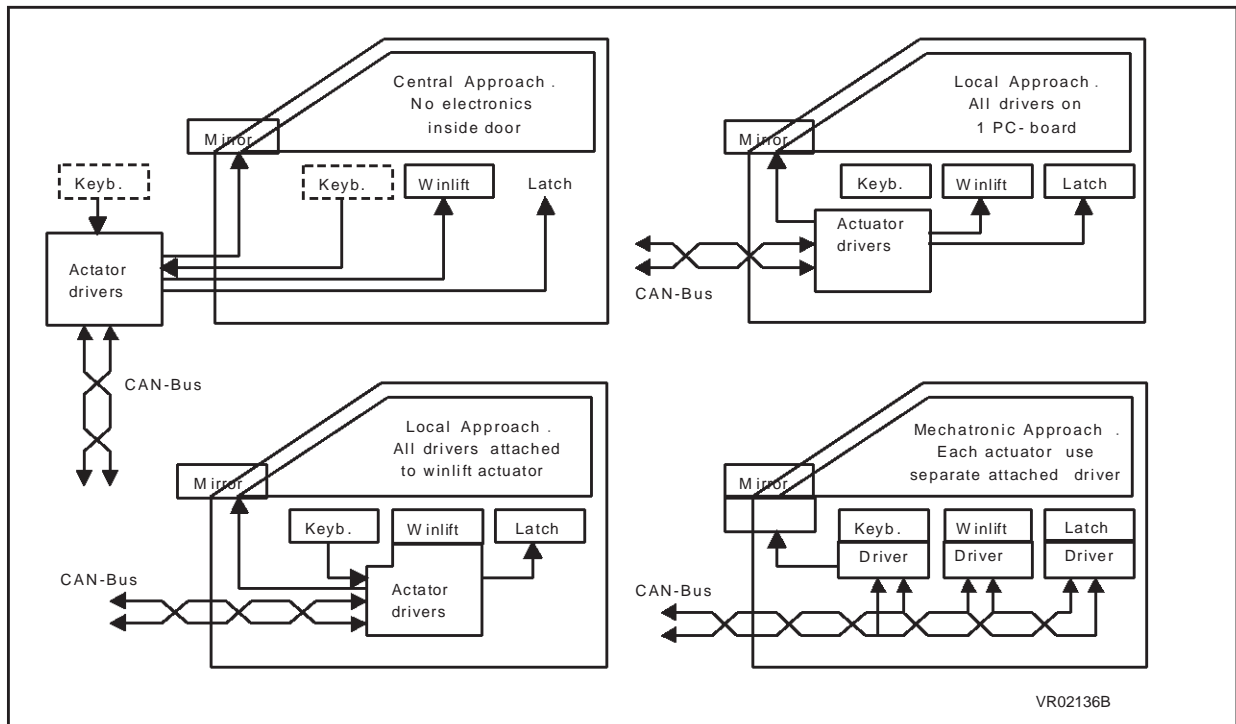 Central Approach .
No electronics
inside door
Mirror
Keyb.
Keyb.
Winlift
Latch
Actator
drivers
CAN-Bus
Local Approach .
All drivers on
1 PC- board
Mirror
Keyb.
Winlift
Latch
Actuator
drivers
CAN-Bus
Local Approach .
All drivers attached
to winlift actuator
Mirror
Keyb.
Winlift
Latch
Actator
drivers
CAN-Bus
Mechatronic Approach .
Each actuator use
separate attached driver
Mirror
Keyb.
Winlift
Latch
Driver
Driver
Driver
CAN-Bus
VR02136B